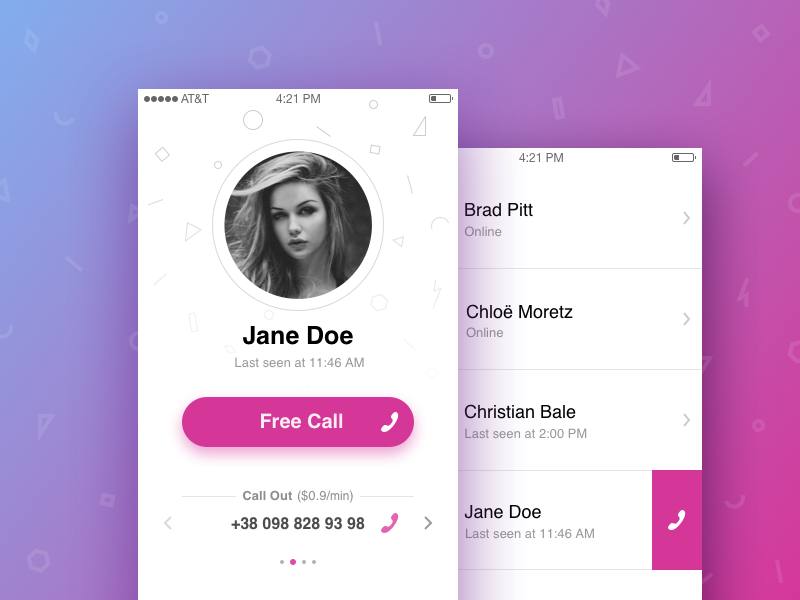 AT&T 4:21 PM
Jane Doe
Last seen at 11:46 AM
Free Call
Call Out ($0.9/min)
+38 098 828 93 98
4:21 PM
Brad Pitt
Online
Chloë Moretz
Online
Christian Bale
Last seen at 2:00 PM
Jane Doe
Last seen at 11:46 AM